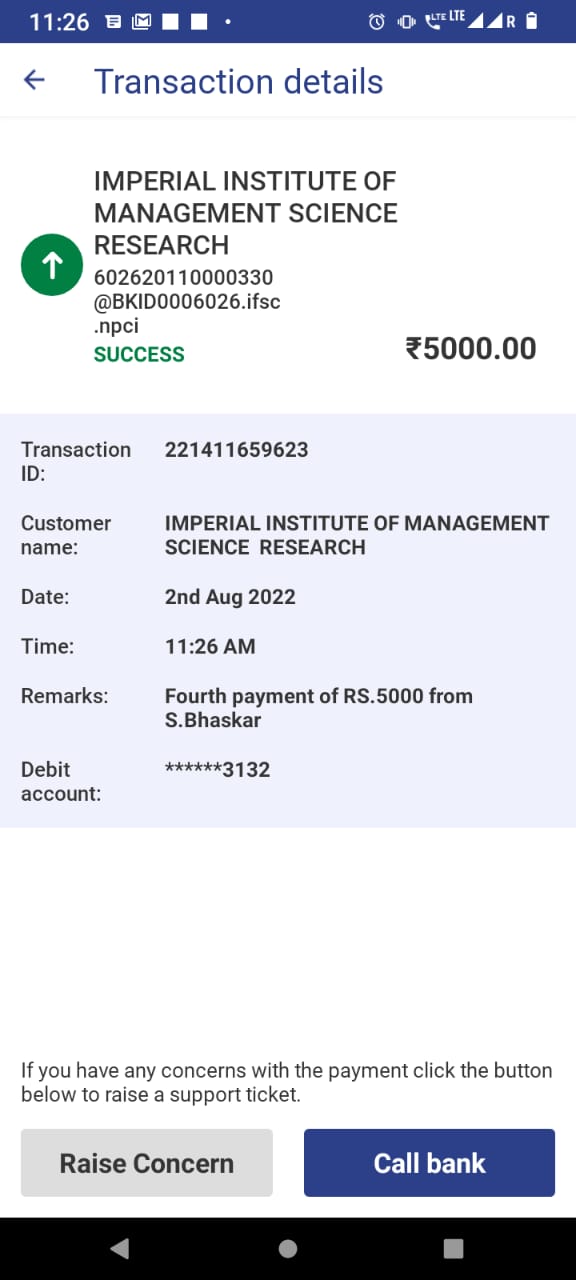 11:26
LTE LTE R
Transaction details
IMPERIAL INSTITUTE OF
MANAGEMENT SCIENCE
RESEARCH
602620110000330
@BKID0006026.ifsc
.npci
SUCCESS
₹5000.00
Transaction
ID:
221411659623
Customer
name:
IMPERIAL INSTITUTE OF MANAGEMENT
SCIENCE  RESEARCH
Date:
2nd Aug 2022
Time:
11:26 AM
Remarks:
Fourth payment of RS.5000 from
S.Bhaskar
Debit
account:
******3132
If you have any concerns with the payment click the button
below to raise a support ticket.
Raise Concern
Call bank